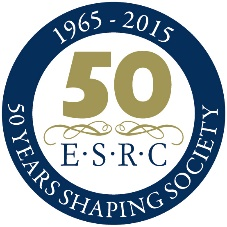 1965 - 2015
50
E·S·R·C
50 YEARS SHAPING SOCIETY